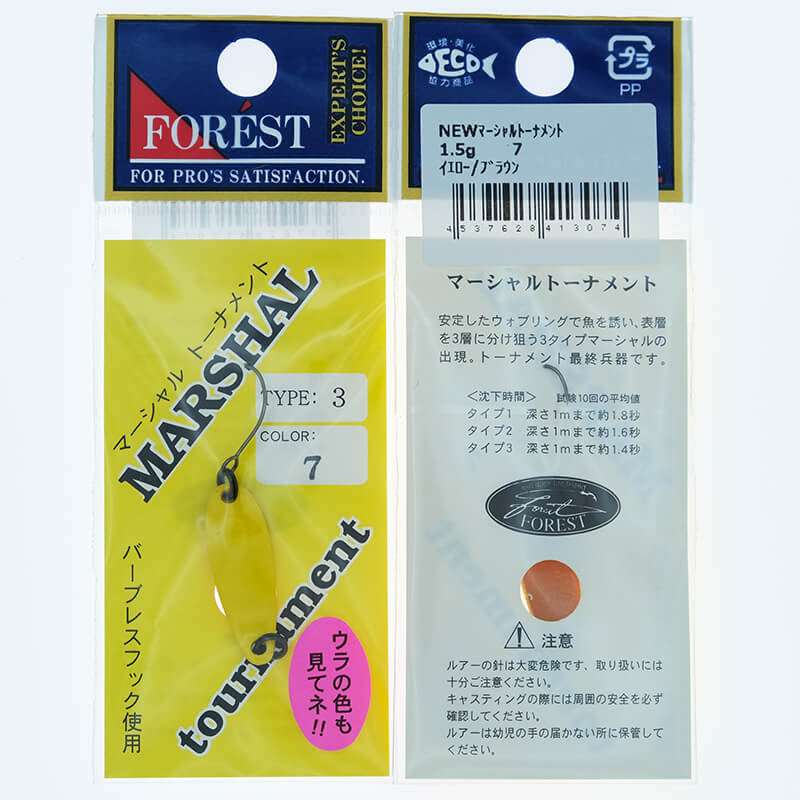 FORÉST
EXPERT'S
CHOICE!
FOR PRO'S SATISFACTION.
マーシャル トーナメント
MARSHAL
TYPE: 3
COLOR:
7
tournament
バーブレスフック使用
ウラの色も
見てネ!!
環境・美化
DECO
協力商品
プラ
PP
NEWマーシャルトーナメント
1.5g 7
イエロー/ブラウン
4537628413074
マーシャルトーナメント
安定したウォブリングで魚を誘い、表層
を3層に分け狙う3タイプマーシャルの
出現。トーナメント最終兵器です。
＜沈下時間＞ 試験10回の平均値
タイプ1 深さ1mまで約1.8秒
タイプ2 深さ1mまで約1.6秒
タイプ3 深さ1mまで約1.4秒
Forest
FOREST
注意
ルアーの針は大変危険です、取り扱いには
十分ご注意ください。
キャスティングの際には周囲の安全を必ず
確認してください。
ルアーは幼児の手の届かない所に保管して
ください。